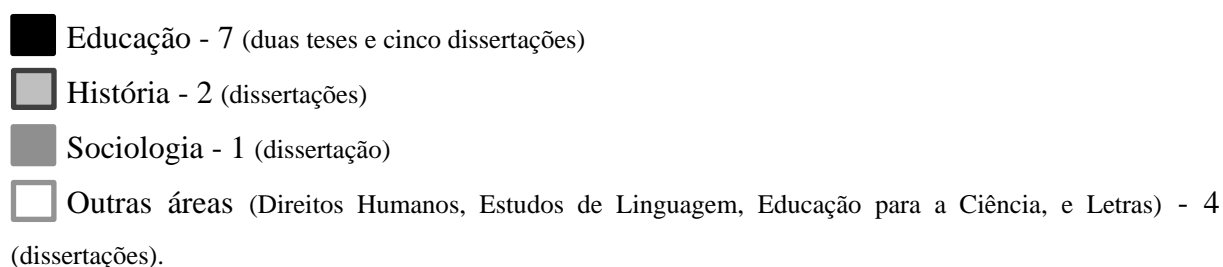 Educação - 7 (duas teses e cinco dissertações)
História - 2 (dissertações)
Sociologia - 1 (dissertação)
Outras áreas (Direitos Humanos, Estudos de Linguagem, Educação para a Ciência, e Letras) - 4
(dissertações).